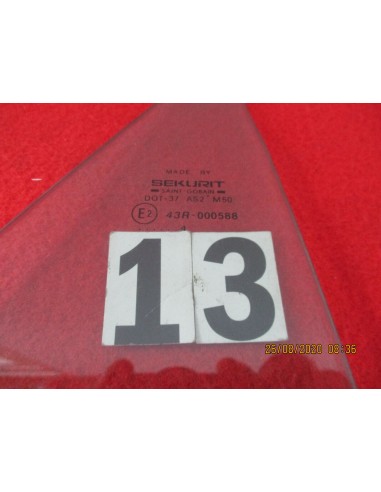 MADE BY
SEKURIT
SAINT GOBAIN
DOT-37 AS2 M50
E2 43R-000588
13
25/08/2020 08:35